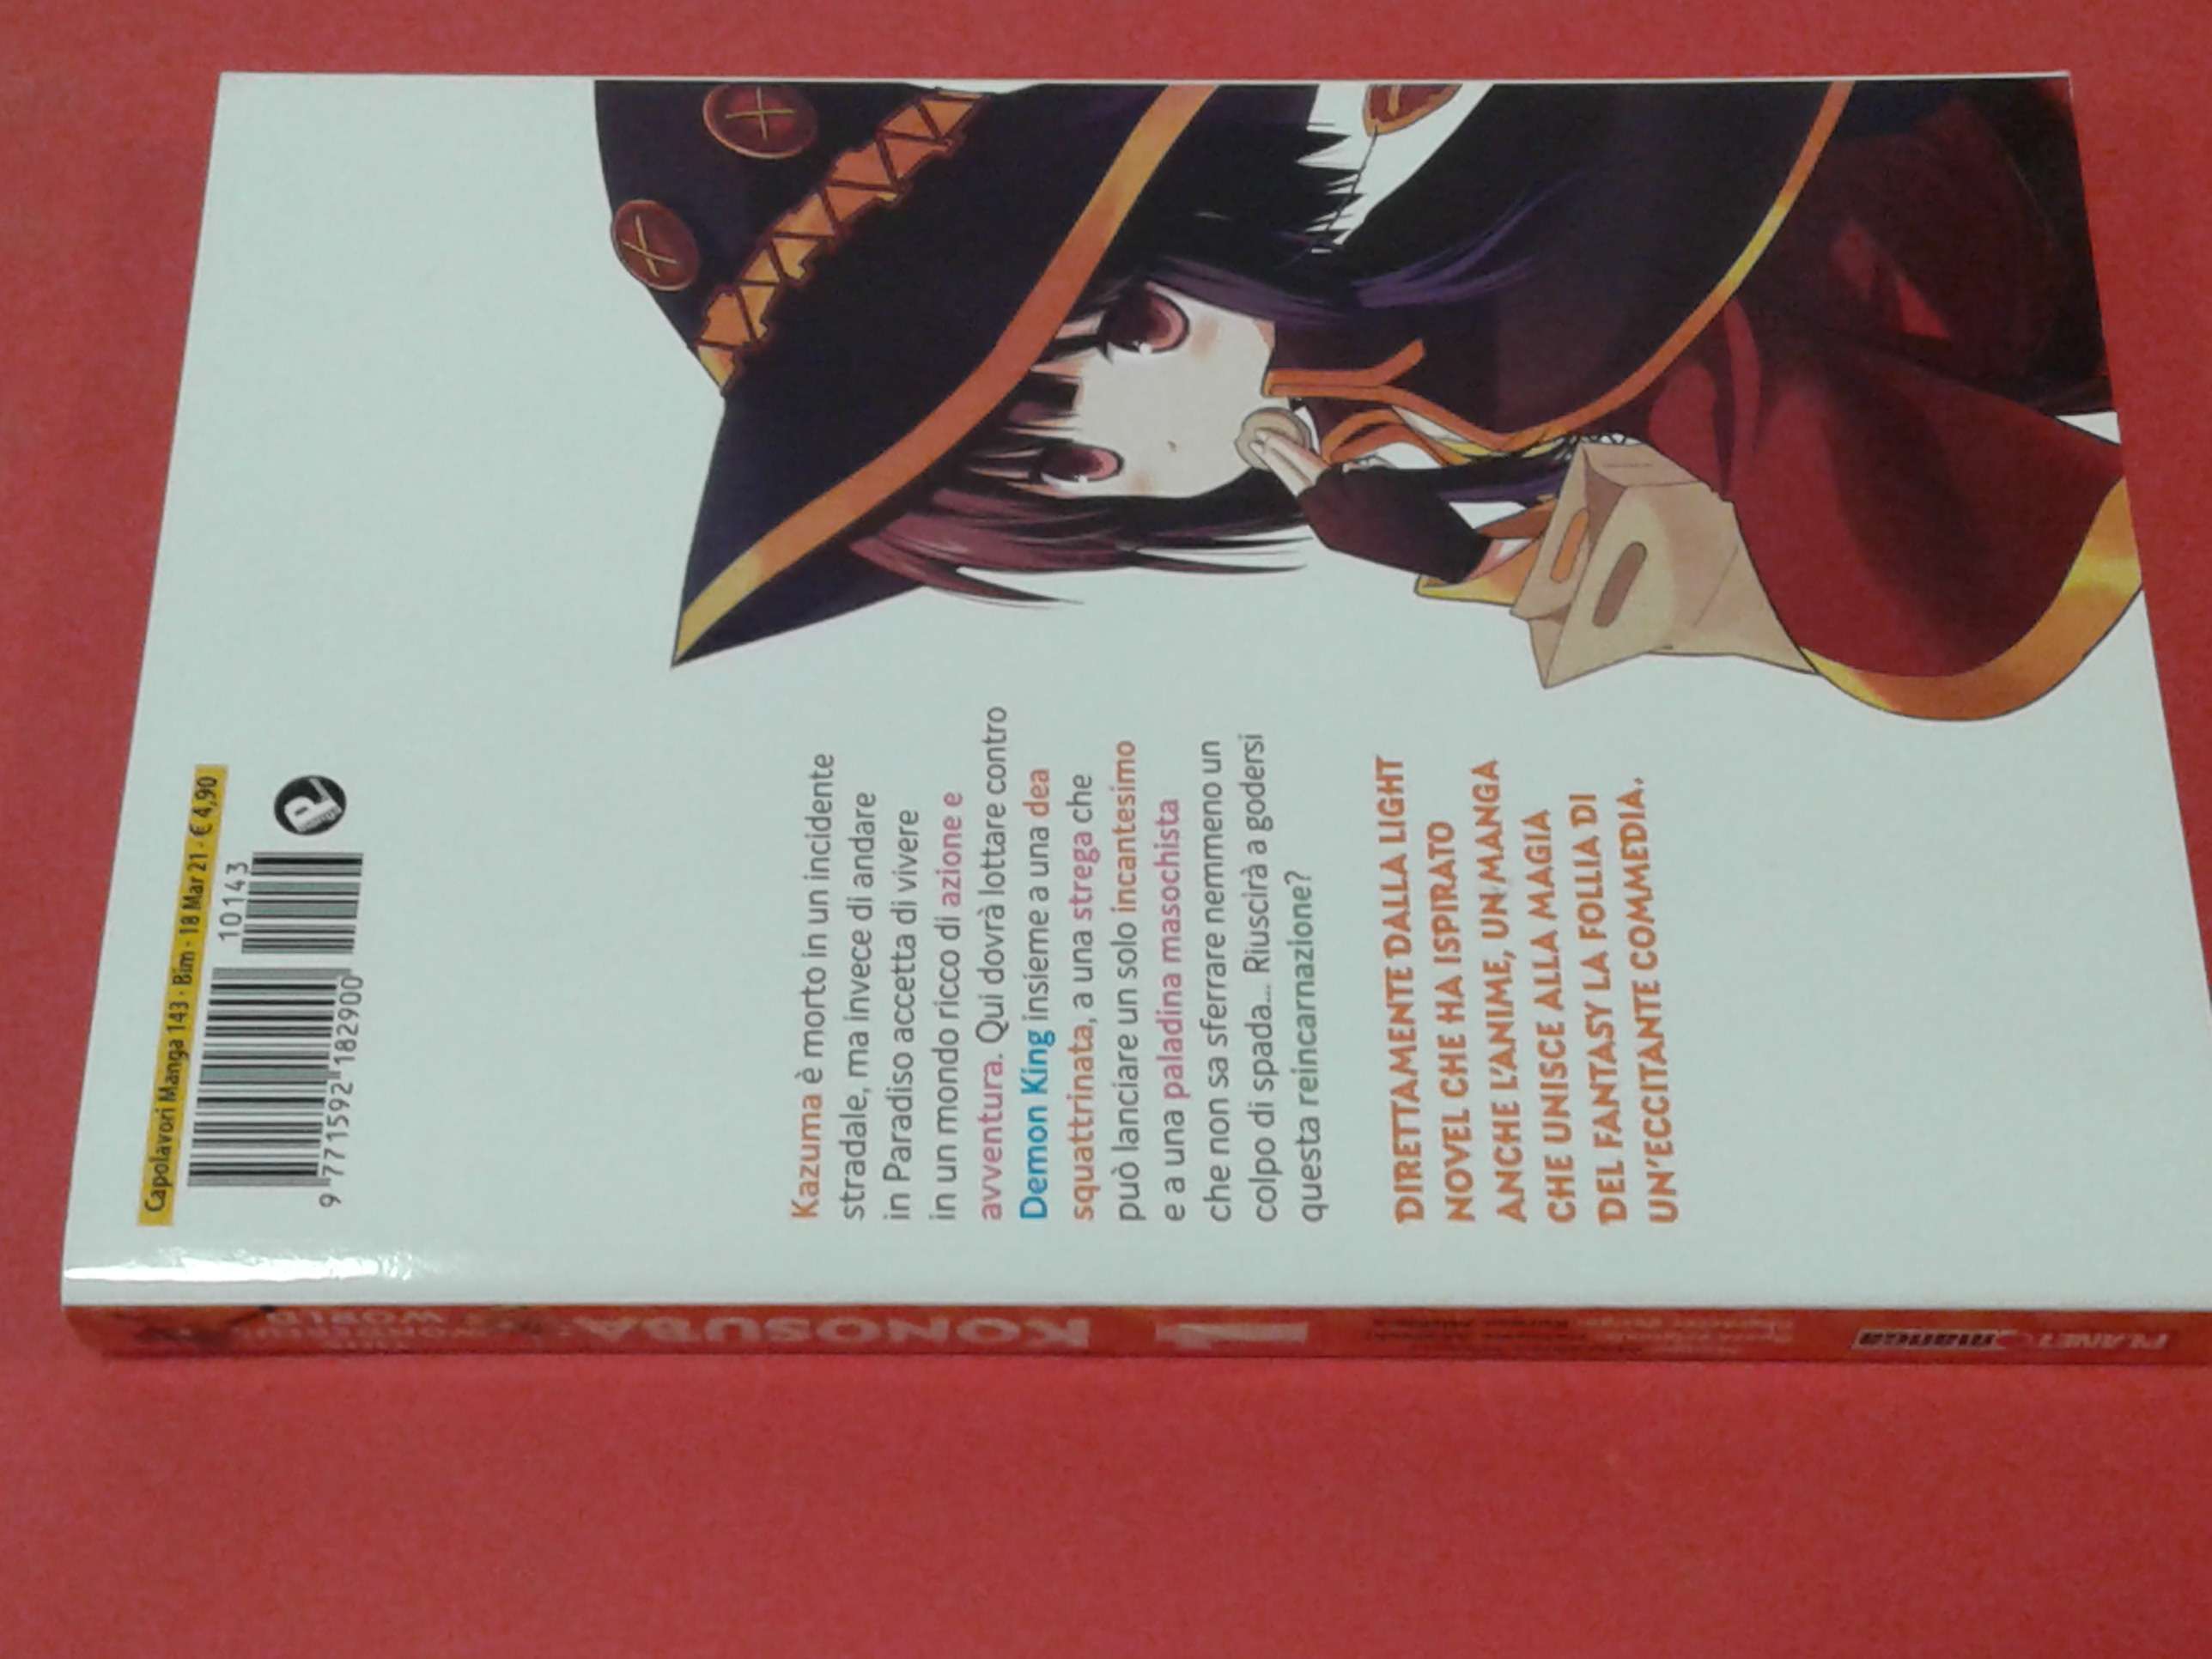 Capolavori Manga 143 · Bim · 18 Mar 21 · € 4,90
10143
9 771592 182900
Kazuma è morto in un incidente
stradale, ma invece di andare
in Paradiso accetta di vivere
in un mondo ricco di azione e
avventura. Qui dovrà lottare contro
Demon King insieme a una dea
squattrinata, a una strega che
può lanciare un solo incantesimo
e a una paladina masochista
che non sa sferrare nemmeno un
colpo di spada... Riuscirà a godersi
questa reincarnazione?
DIRETTAMENTE DALLA LIGHT
NOVEL CHE HA ISPIRATO
ANCHE L'ANIME, UN MANGA
CHE UNISCE ALLA MAGIA
DEL FANTASY LA FOLLIA DI
UN'ECCITANTE COMMEDIA.
WORLD
KONOSUBA
1
PLANET manga